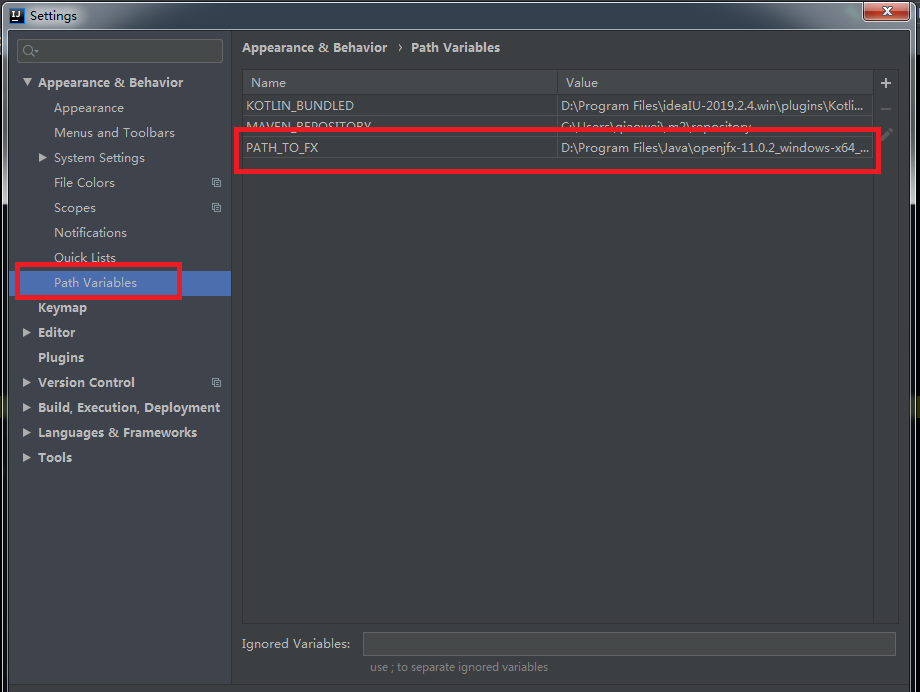 Settings
Appearance & Behavior › Path Variables
Appearance & Behavior
Appearance
Menus and Toolbars
System Settings
File Colors
Scopes
Notifications
Quick Lists
Path Variables
Keymap
Editor
Plugins
Version Control
Build, Execution, Deployment
Languages & Frameworks
Tools
Name Value
KOTLIN_BUNDLED D:\Program Files\ideaIU-2019.2.4.win\plugins\Kotli...
MAVEN_REPOSITORY C:\Users\qiaowei\.m2\repository
PATH_TO_FX D:\Program Files\Java\openjfx-11.0.2_windows-x64_...
Ignored Variables:
use ; to separate ignored variables